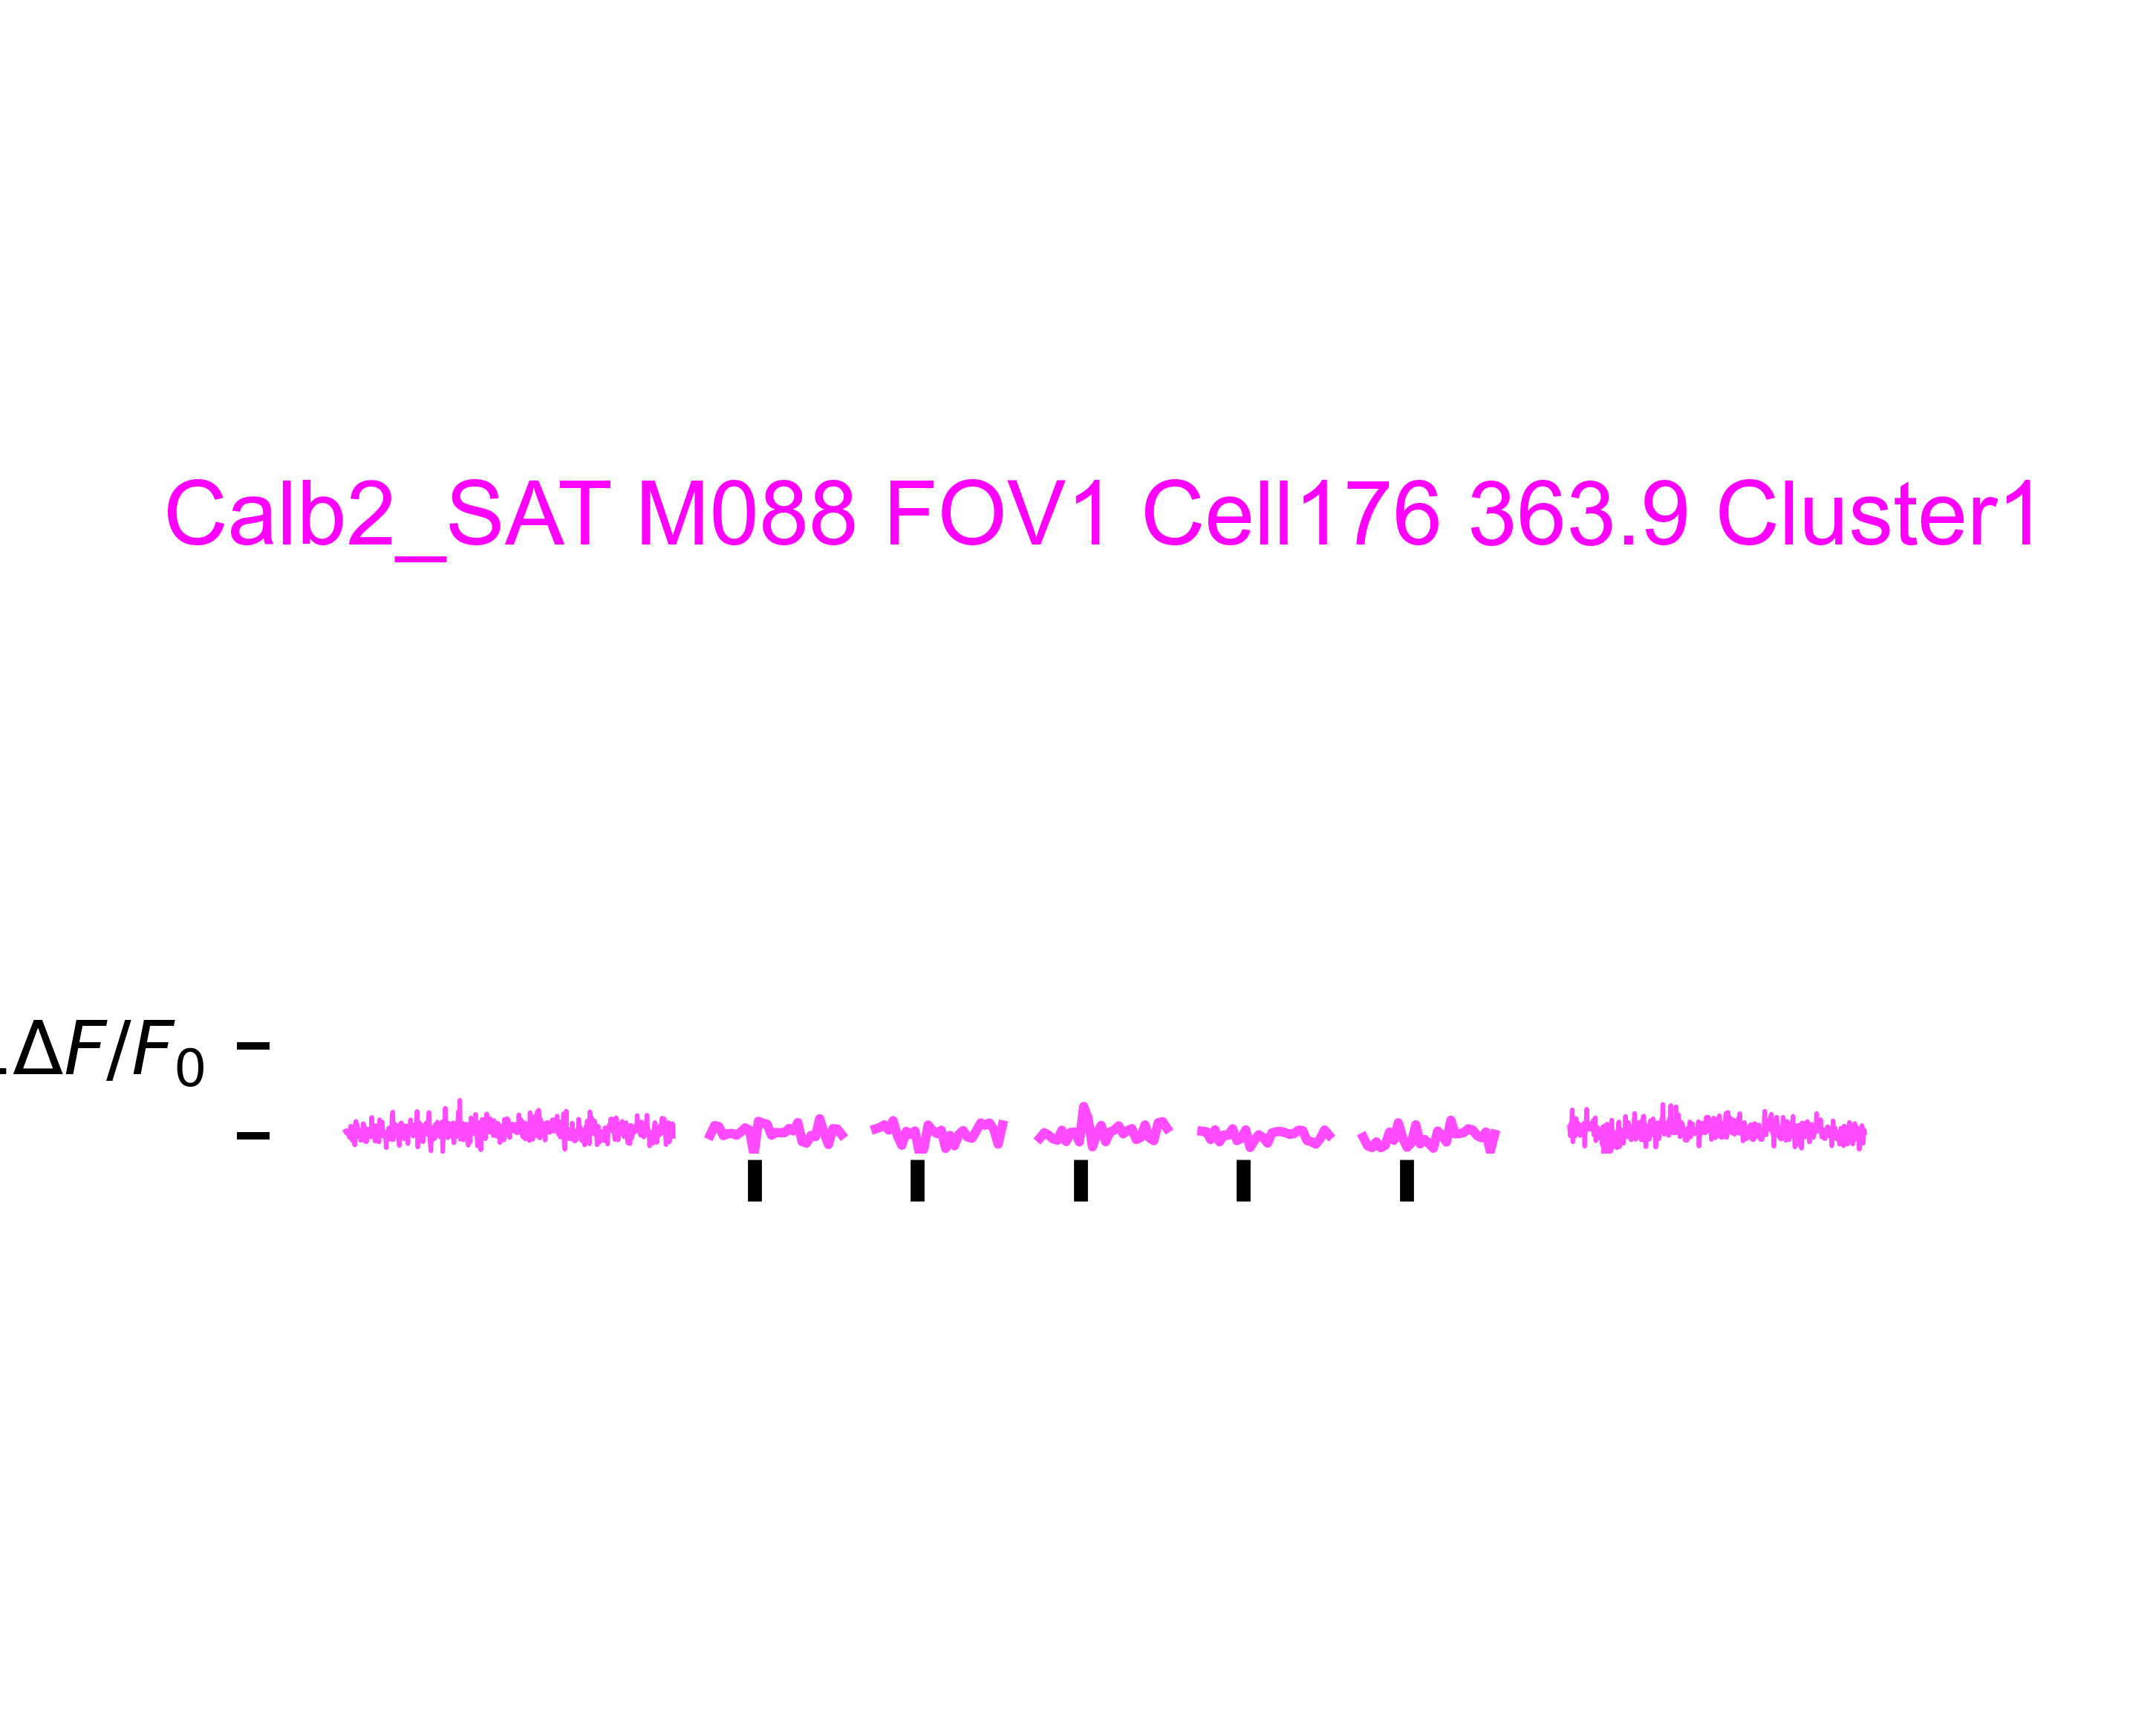 Calb2_SAT M088 FOV1 Cell176 363.9 Cluster1
.ΔF/F₀